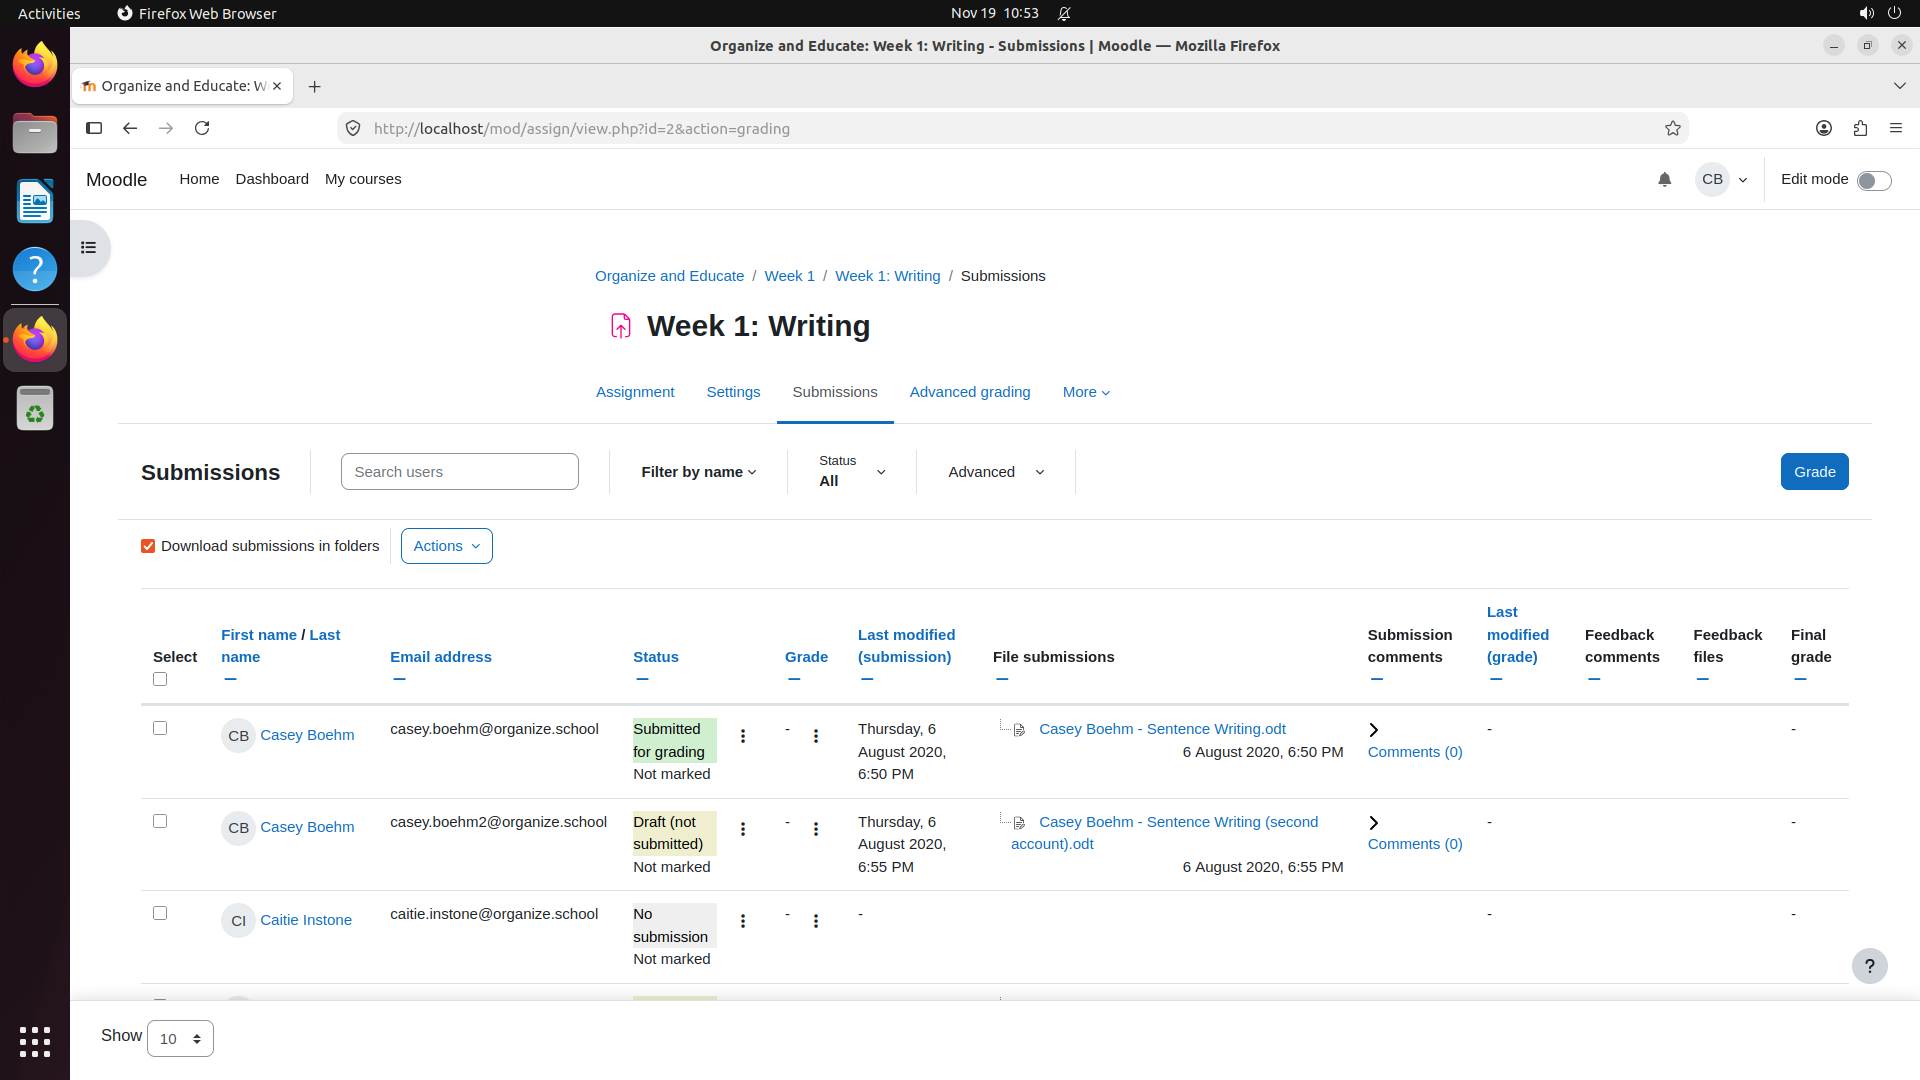 Activities
Firefox Web Browser
Nov 19 10:53
Organize and Educate: Week 1: Writing - Submissions | Moodle — Mozilla Firefox
Organize and Educate: W
http://localhost/mod/assign/view.php?id=2&action=grading
Moodle
Home
Dashboard
My courses
CB
Edit mode
Organize and Educate / Week 1 / Week 1: Writing / Submissions
Week 1: Writing
Assignment
Settings
Submissions
Advanced grading
More
Submissions
Search users
Filter by name
Status
All
Advanced
Grade
Download submissions in folders
Actions
Select
First name / Last
name
Email address
Status
Grade
Last modified
(submission)
File submissions
Submission
comments
Last
modified
(grade)
Feedback
comments
Feedback
files
Final
grade
CB Casey Boehm
casey.boehm@organize.school
Submitted
for grading
Not marked
-
Thursday, 6
August 2020,
6:50 PM
Casey Boehm - Sentence Writing.odt
6 August 2020, 6:50 PM
Comments (0)
-
-
CB Casey Boehm
casey.boehm2@organize.school
Draft (not
submitted)
Not marked
-
Thursday, 6
August 2020,
6:55 PM
Casey Boehm - Sentence Writing (second
account).odt
6 August 2020, 6:55 PM
Comments (0)
-
-
CI Caitie Instone
caitie.instone@organize.school
No
submission
Not marked
-
-
-
-
?
Show 10